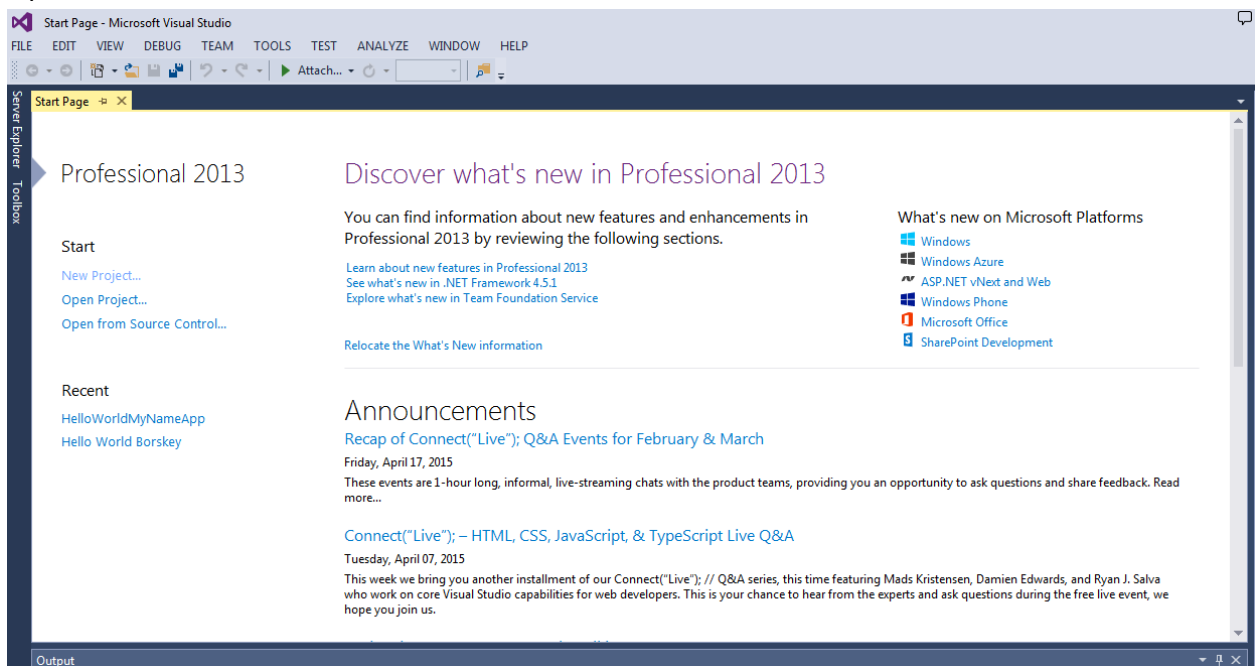 Start Page - Microsoft Visual Studio
FILE EDIT VIEW DEBUG TEAM TOOLS TEST ANALYZE WINDOW HELP
Attach...
Server Explorer
Toolbox
Start Page
Professional 2013
Start
New Project...
Open Project...
Open from Source Control...
Recent
HelloWorldMyNameApp
Hello World Borskey
Discover what's new in Professional 2013
You can find information about new features and enhancements in
Professional 2013 by reviewing the following sections.
Learn about new features in Professional 2013
See what's new in .NET Framework 4.5.1
Explore what's new in Team Foundation Service
Relocate the What's New information
What's new on Microsoft Platforms
Windows
Windows Azure
ASP.NET vNext and Web
Windows Phone
Microsoft Office
SharePoint Development
Announcements
Recap of Connect(“Live”); Q&A Events for February & March
Friday, April 17, 2015
These events are 1-hour long, informal, live-streaming chats with the product teams, providing you an opportunity to ask questions and share feedback. Read
more...
Connect(“Live”); – HTML, CSS, JavaScript, & TypeScript Live Q&A
Tuesday, April 07, 2015
This week we bring you another installment of our Connect("Live"); // Q&A series, this time featuring Mads Kristensen, Damien Edwards, and Ryan J. Salva
who work on core Visual Studio capabilities for web developers. This is your chance to hear from the experts and ask questions during the free live event, we
hope you join us.
Output